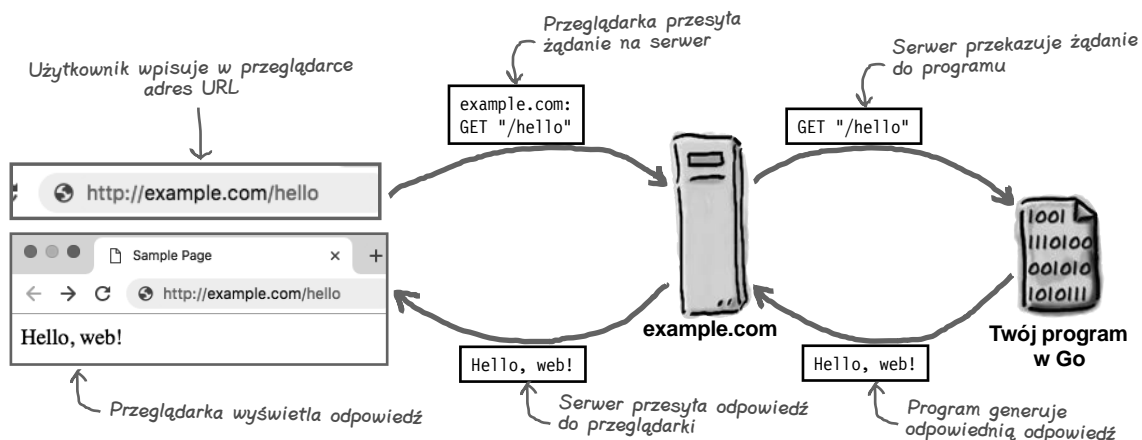 Przeglądarka przesyła
żądanie na serwer
Serwer przekazuje żądanie
do programu
Użytkownik wpisuje w przeglądarce
adres URL
example.com:
GET "/hello"
GET "/hello"
http://example.com/hello
1001
1110100
001010
1010111
Sample Page
http://example.com/hello
Hello, web!
example.com
Twój program
w Go
Hello, web!
Hello, web!
Przeglądarka wyświetla odpowiedź
Serwer przesyła odpowiedź
do przeglądarki
Program generuje
odpowiednią odpowiedź